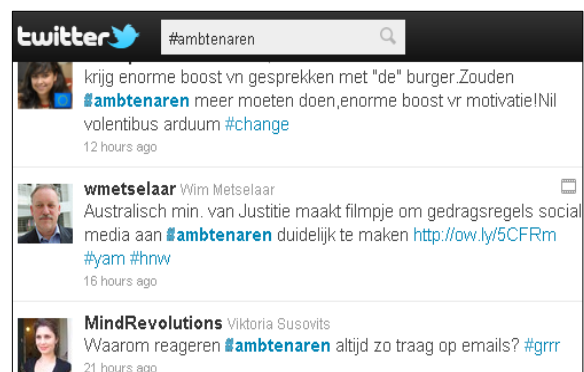 twitter
#ambtenaren
krijg enorme boost vn gesprekken met "de" burger.Zouden
#ambtenaren meer moeten doen,enorme boost vr motivatie!Nil
volentibus arduum #change
12 hours ago
wmetselaar Wim Metselaar
Australisch min. van Justitie maakt filmpje om gedragsregels social
media aan #ambtenaren duidelijk te maken http://ow.ly/5CFRm
#yam #hnw
16 hours ago
MindRevolutions Viktoria Susovits
Waarom reageren #ambtenaren altijd zo traag op emails? #grrr
21 hours ago